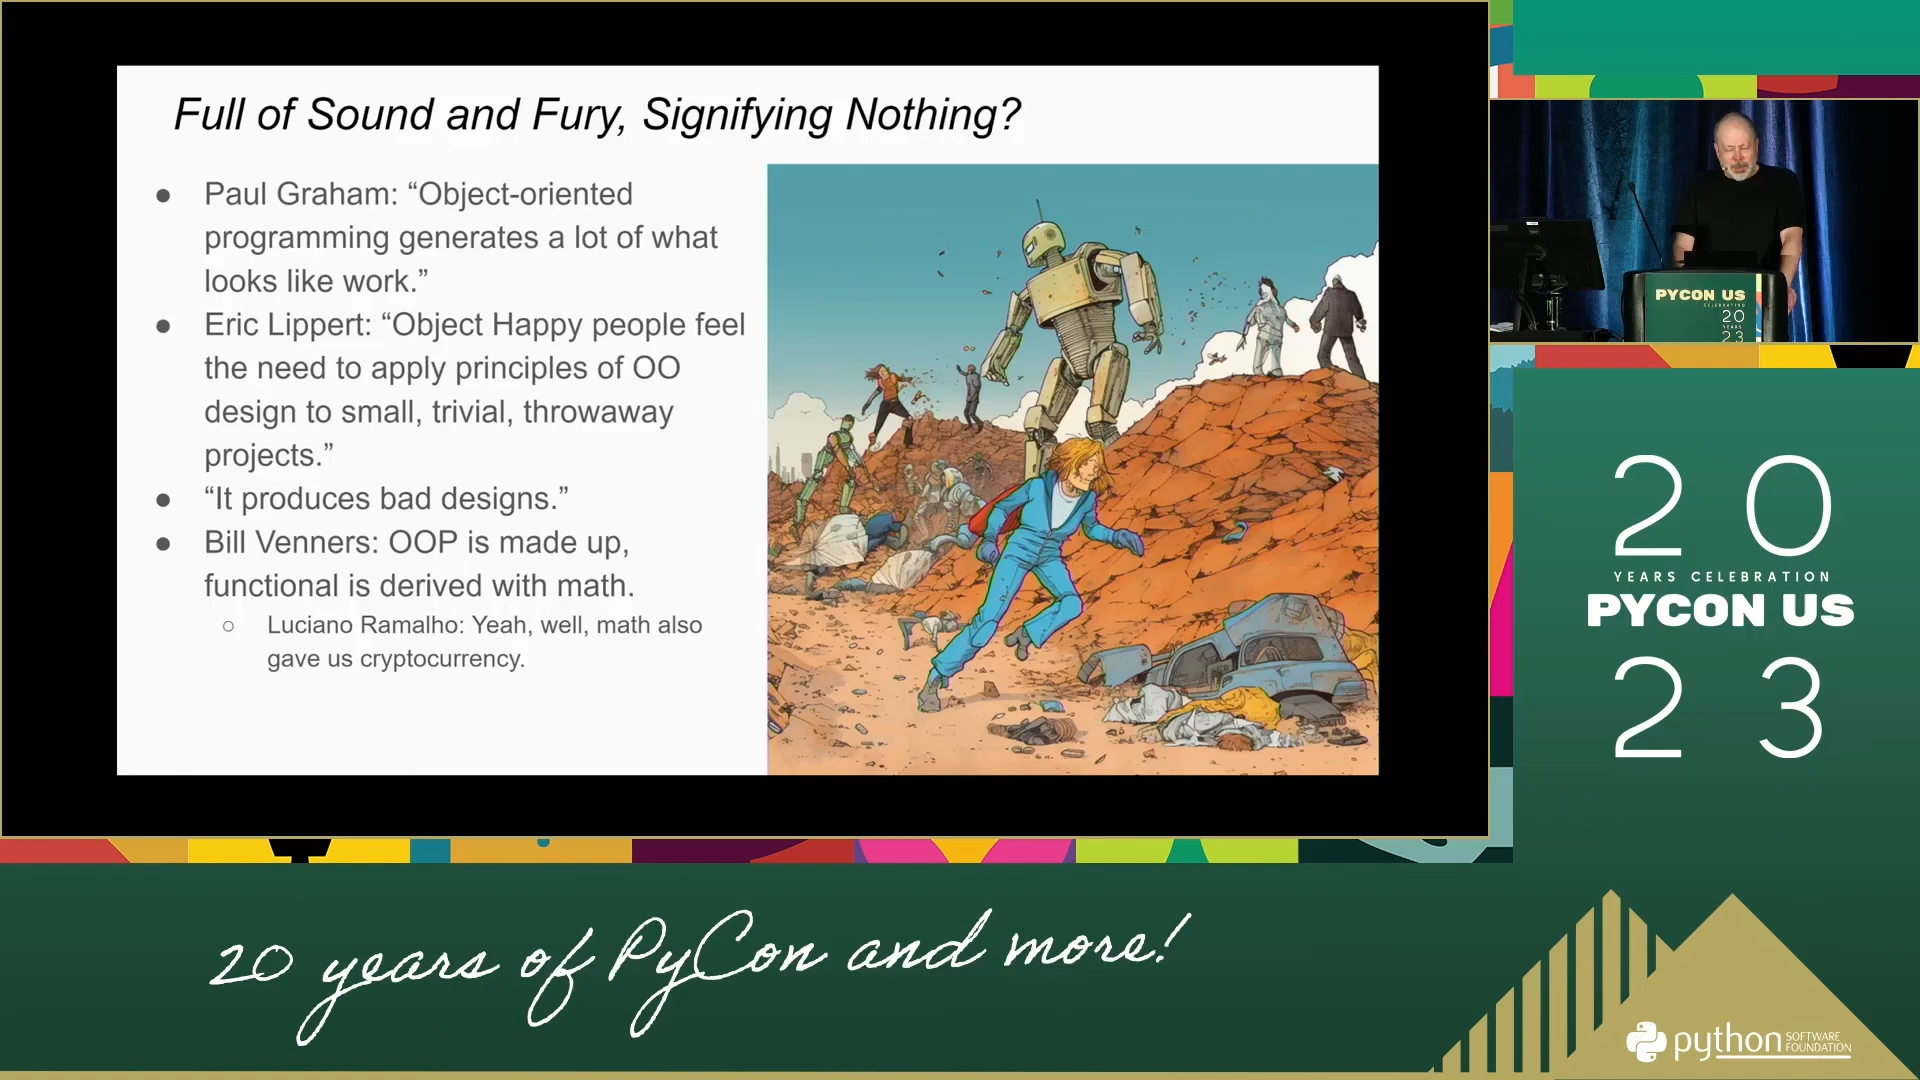 Full of Sound and Fury, Signifying Nothing?
● Paul Graham: “Object-oriented
programming generates a lot of what
looks like work.”
● Eric Lippert: “Object Happy people feel
the need to apply principles of OO
design to small, trivial, throwaway
projects.”
● “It produces bad designs.”
● Bill Venners: OOP is made up,
functional is derived with math.
○ Luciano Ramalho: Yeah, well, math also
gave us cryptocurrency.
PYCON US
CELEBRATING
20
YEARS
23
20
YEARS CELEBRATION
PYCON US
23
20 years of PyCon and more!
python SOFTWARE
FOUNDATION